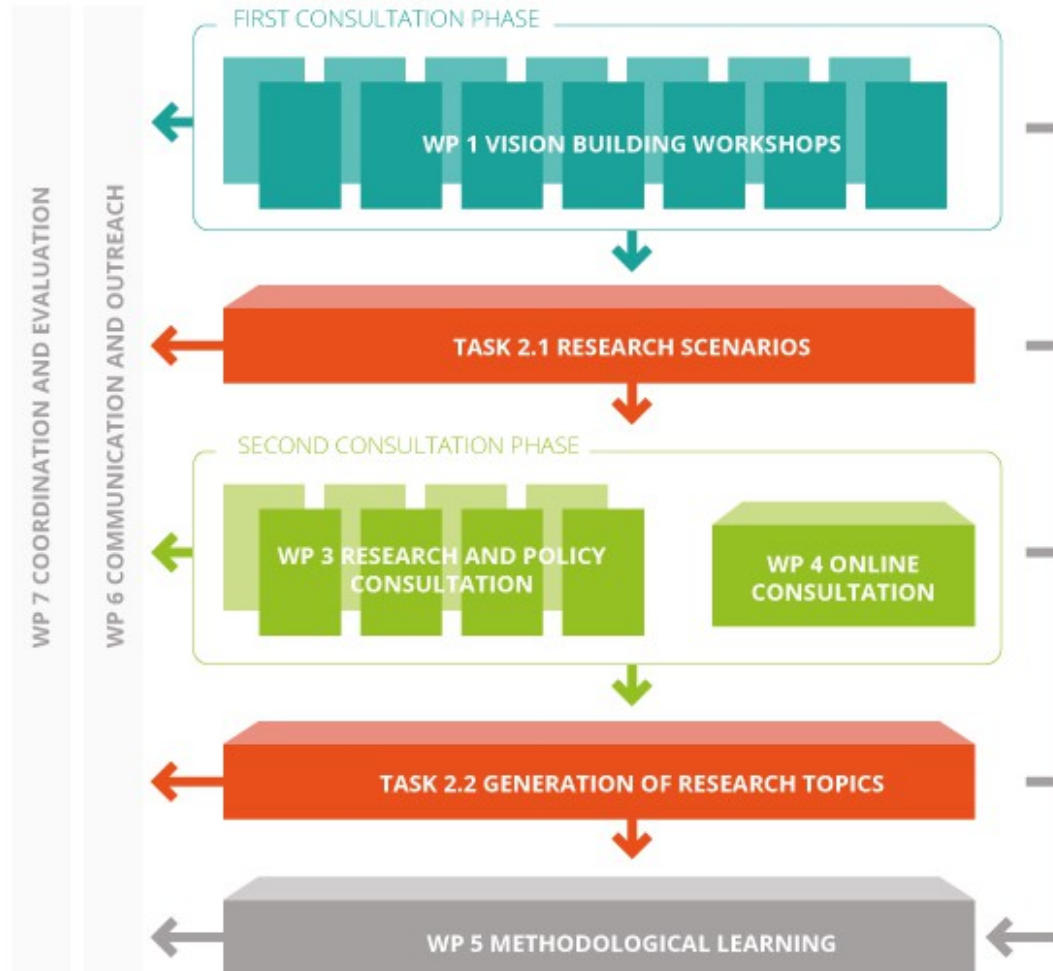 FIRST CONSULTATION PHASE
WP 1 VISION BUILDING WORKSHOPS
TASK 2.1 RESEARCH SCENARIOS
SECOND CONSULTATION PHASE
WP 3 RESEARCH AND POLICY
CONSULTATION
WP 4 ONLINE
CONSULTATION
TASK 2.2 GENERATION OF RESEARCH TOPICS
WP 5 METHODOLOGICAL LEARNING
WP 7 COORDINATION AND EVALUATION
WP 6 COMMUNICATION AND OUTREACH